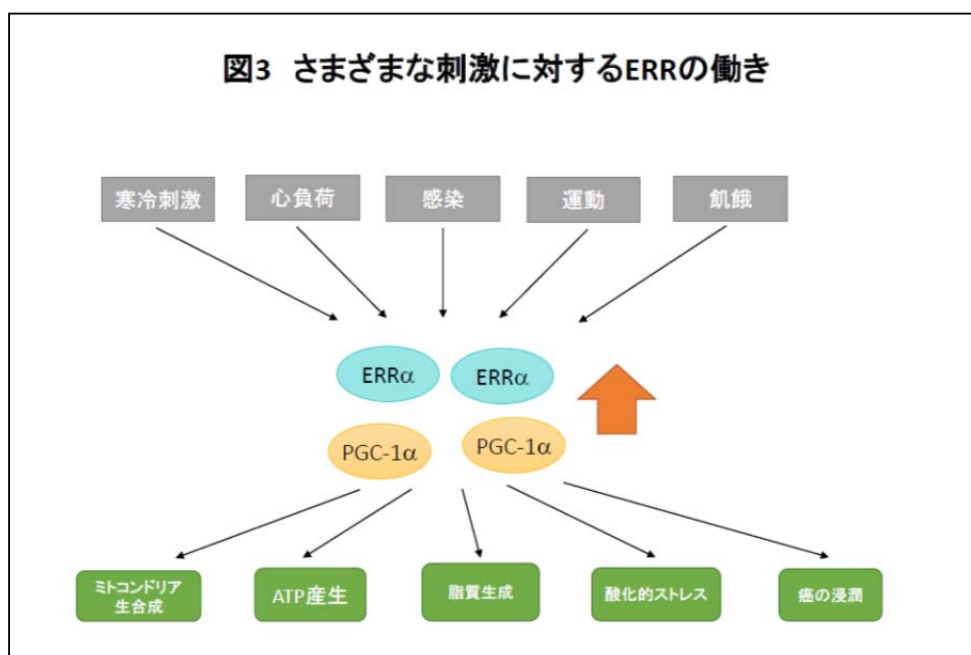 図3 さまざまな刺激に対するERRの働き
寒冷刺激
心負荷
感染
運動
飢餓
ERRα
ERRα
PGC-1α
PGC-1α
ミトコンドリア
生合成
ATP産生
脂質生成
酸化的ストレス
癌の浸潤